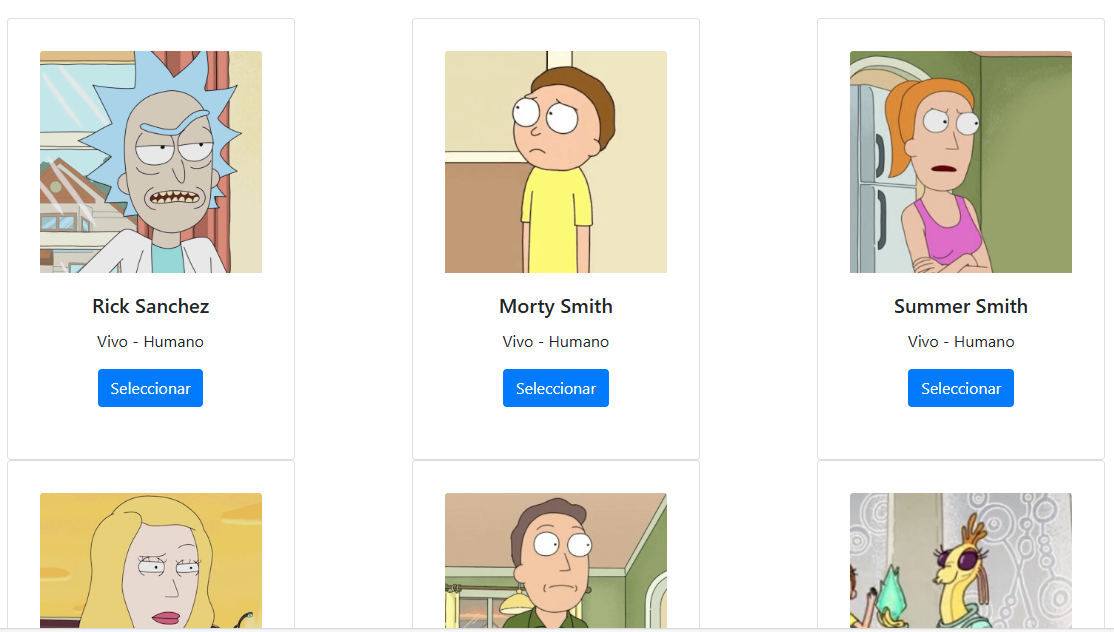 Rick Sanchez
Vivo - Humano
Seleccionar
Morty Smith
Vivo - Humano
Seleccionar
Summer Smith
Vivo - Humano
Seleccionar